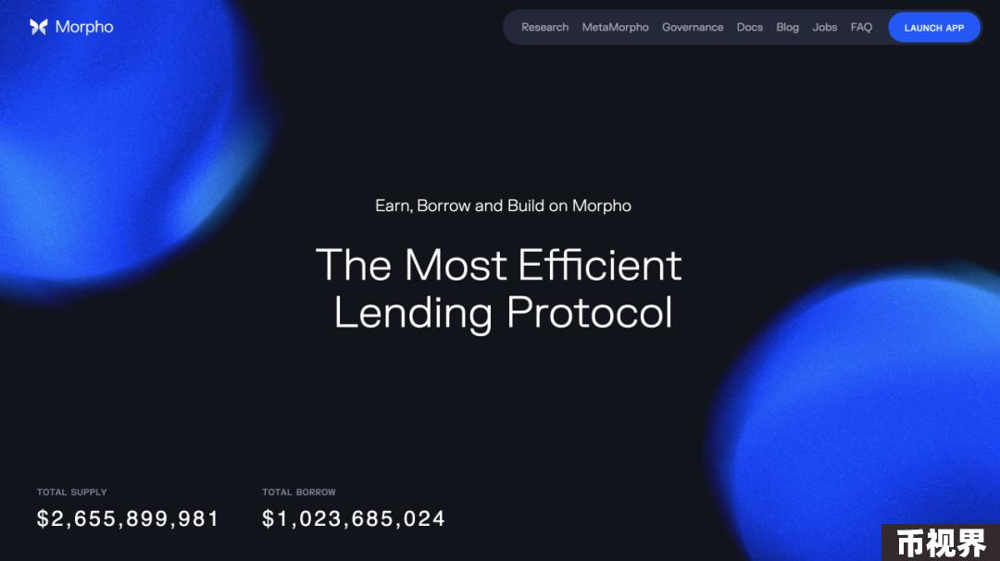 Morpho
Research MetaMorpho Governance Docs Blog Jobs FAQ LAUNCH APP
Earn, Borrow and Build on Morpho
The Most Efficient
Lending Protocol
TOTAL SUPPLY TOTAL BORROW
$2,655,899,981 $1,023,685,024
币视界